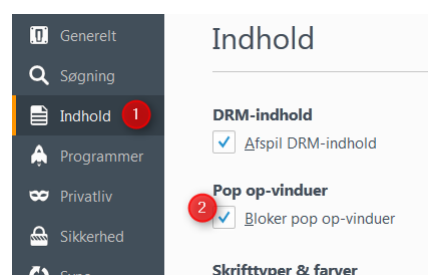 Generelt
Søgning
Indhold 1
Programmer
Privatliv
Sikkerhed
Sync
Indhold
DRM-indhold
Afspil DRM-indhold
Pop op-vinduer
2
Bloker pop op-vinduer
Skrifttyper & farver